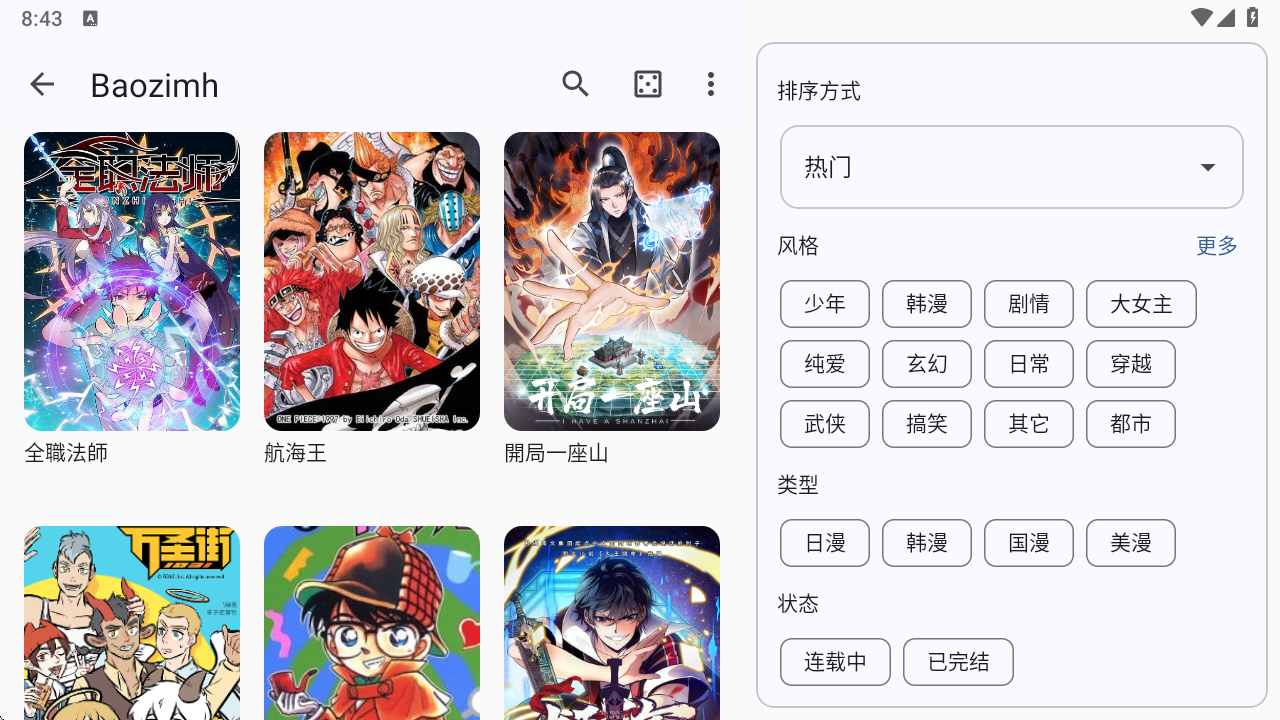 8:43
Baozimh
全职法师
ONE PIECE©1997 by Eiichiro Oda/SHUEISHA Inc.
开局一座山
I HAVE A SHANZHAI
全職法師
航海王
開局一座山
万圣街
排序方式
热门
风格
更多
少年
韩漫
剧情
大女主
纯爱
玄幻
日常
穿越
武侠
搞笑
其它
都市
类型
日漫
韩漫
国漫
美漫
状态
连载中
已完结